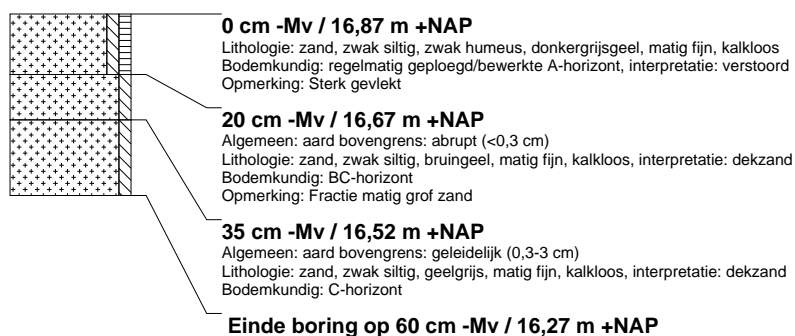 0 cm -Mv / 16,87 m +NAP
Lithologie: zand, zwak siltig, zwak humeus, donkergrijsgeel, matig fijn, kalkloos
Bodemkundig: regelmatig geploegd/bewerkte A-horizont, interpretatie: verstoord
Opmerking: Sterk gevlekt
20 cm -Mv / 16,67 m +NAP
Algemeen: aard bovengrens: abrupt (<0,3 cm)
Lithologie: zand, zwak siltig, bruingeel, matig fijn, kalkloos, interpretatie: dekzand
Bodemkundig: BC-horizont
Opmerking: Fractie matig grof zand
35 cm -Mv / 16,52 m +NAP
Algemeen: aard bovengrens: geleidelijk (0,3-3 cm)
Lithologie: zand, zwak siltig, geelgrijs, matig fijn, kalkloos, interpretatie: dekzand
Bodemkundig: C-horizont
Einde boring op 60 cm -Mv / 16,27 m +NAP